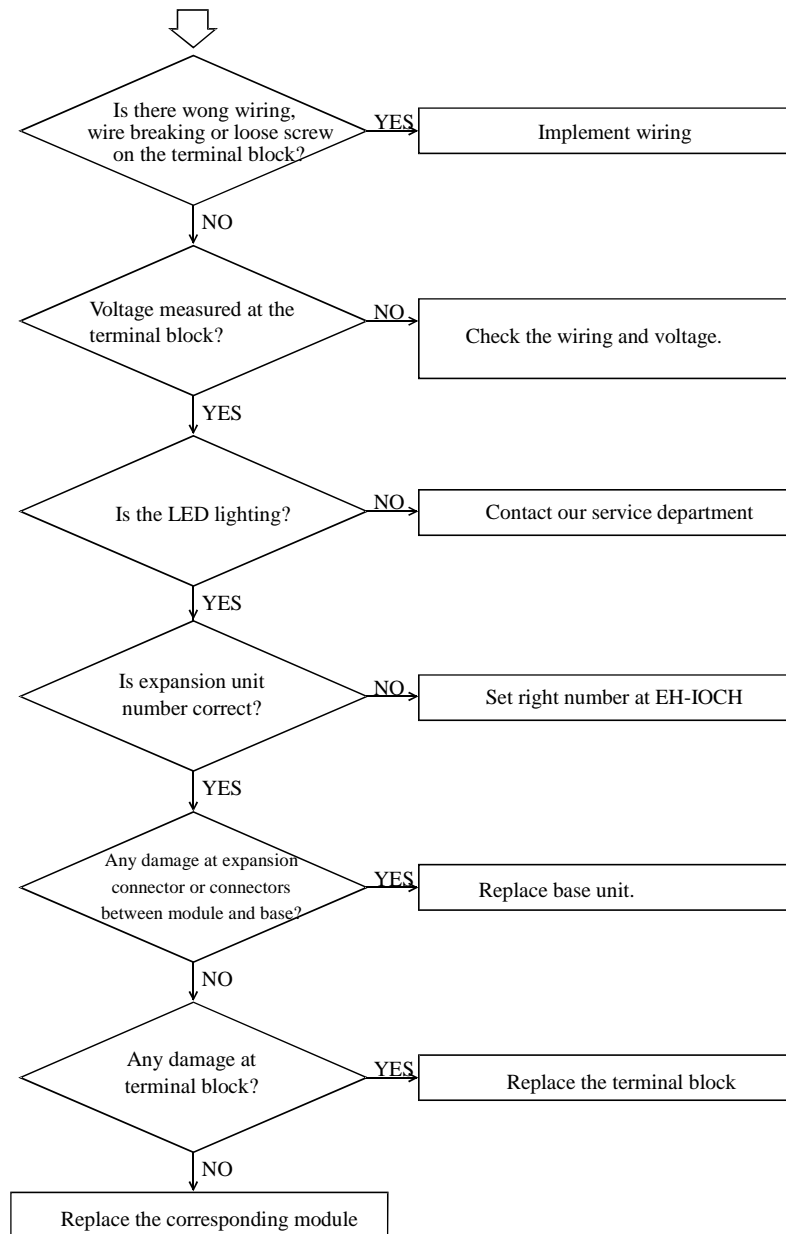 Is there wong wiring,
wire breaking or loose screw
on the terminal block?
YES
Implement wiring
NO
Voltage measured at the
terminal block?
NO
Check the wiring and voltage.
YES
Is the LED lighting?
NO
Contact our service department
YES
Is expansion unit
number correct?
NO
Set right number at EH-IOCH
YES
Any damage at expansion
connector or connectors
between module and base?
YES
Replace base unit.
NO
Any damage at
terminal block?
YES
Replace the terminal block
NO
Replace the corresponding module